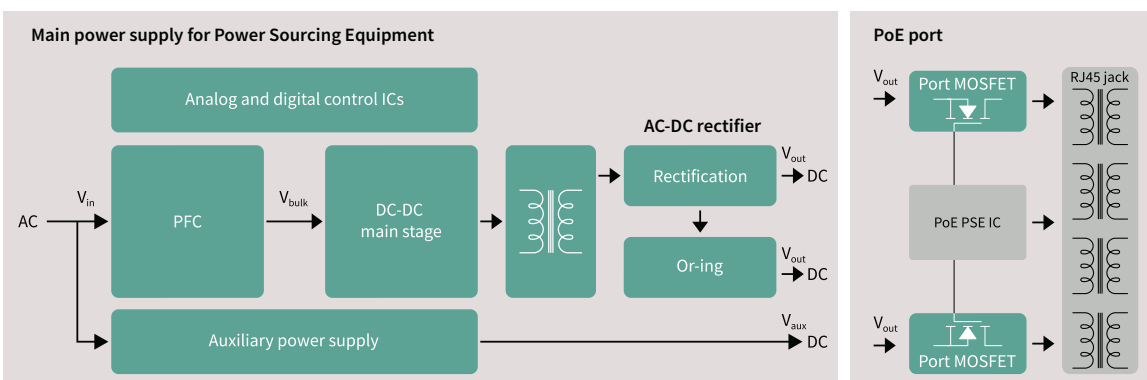 Main power supply for Power Sourcing Equipment
Analog and digital control ICs
AC
Vin
PFC
Vbulk
DC-DC
main stage
AC-DC rectifier
Rectification
Vout
DC
Or-ing
Vout
DC
Auxiliary power supply
Vaux
DC
PoE port
Vout
Port MOSFET
RJ45 jack
PoE PSE IC
Vout
Port MOSFET